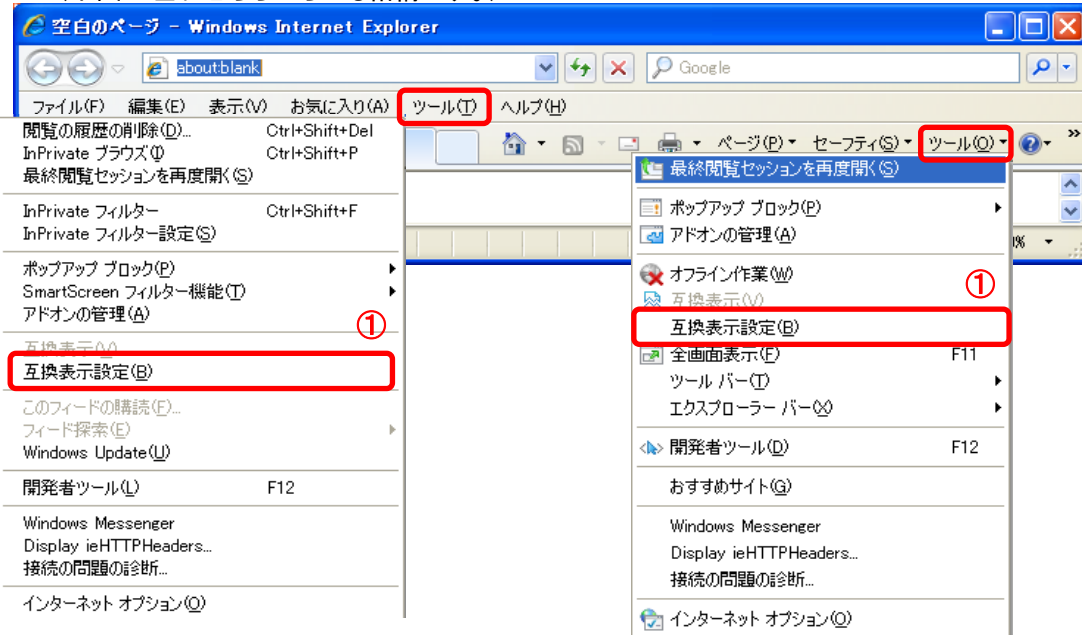 空白のページ - Windows Internet Explorer
about:blank
Google
ファイル(F) 編集(E) 表示(V) お気に入り(A) ツール(T) ヘルプ(H)
ページ(P) セーフティ(S) ツール(O) »
閲覧の履歴の削除(D)... Ctrl+Shift+Del
InPrivate ブラウズ(I) Ctrl+Shift+P
最終閲覧セッションを再度開く(S)
InPrivate フィルター Ctrl+Shift+F
InPrivate フィルター設定(S)
ポップアップ ブロック(P)
SmartScreen フィルター機能(T)
アドオンの管理(A)
①
互換表示(V)
互換表示設定(B)
このフィードの購読(F)...
フィード探索(E)
Windows Update(U)
開発者ツール(L) F12
Windows Messenger
Display ieHTTPHeaders...
接続の問題の診断...
インターネット オプション(O)
最終閲覧セッションを再度開く(S)
ポップアップ ブロック(P)
アドオンの管理(A)
オフライン作業(W)
①
互換表示(V)
互換表示設定(B)
全画面表示(F) F11
ツール バー(T)
エクスプローラー バー(X)
開発者ツール(D) F12
おすすめサイト(G)
Windows Messenger
Display ieHTTPHeaders...
接続の問題の診断...
インターネット オプション(O)